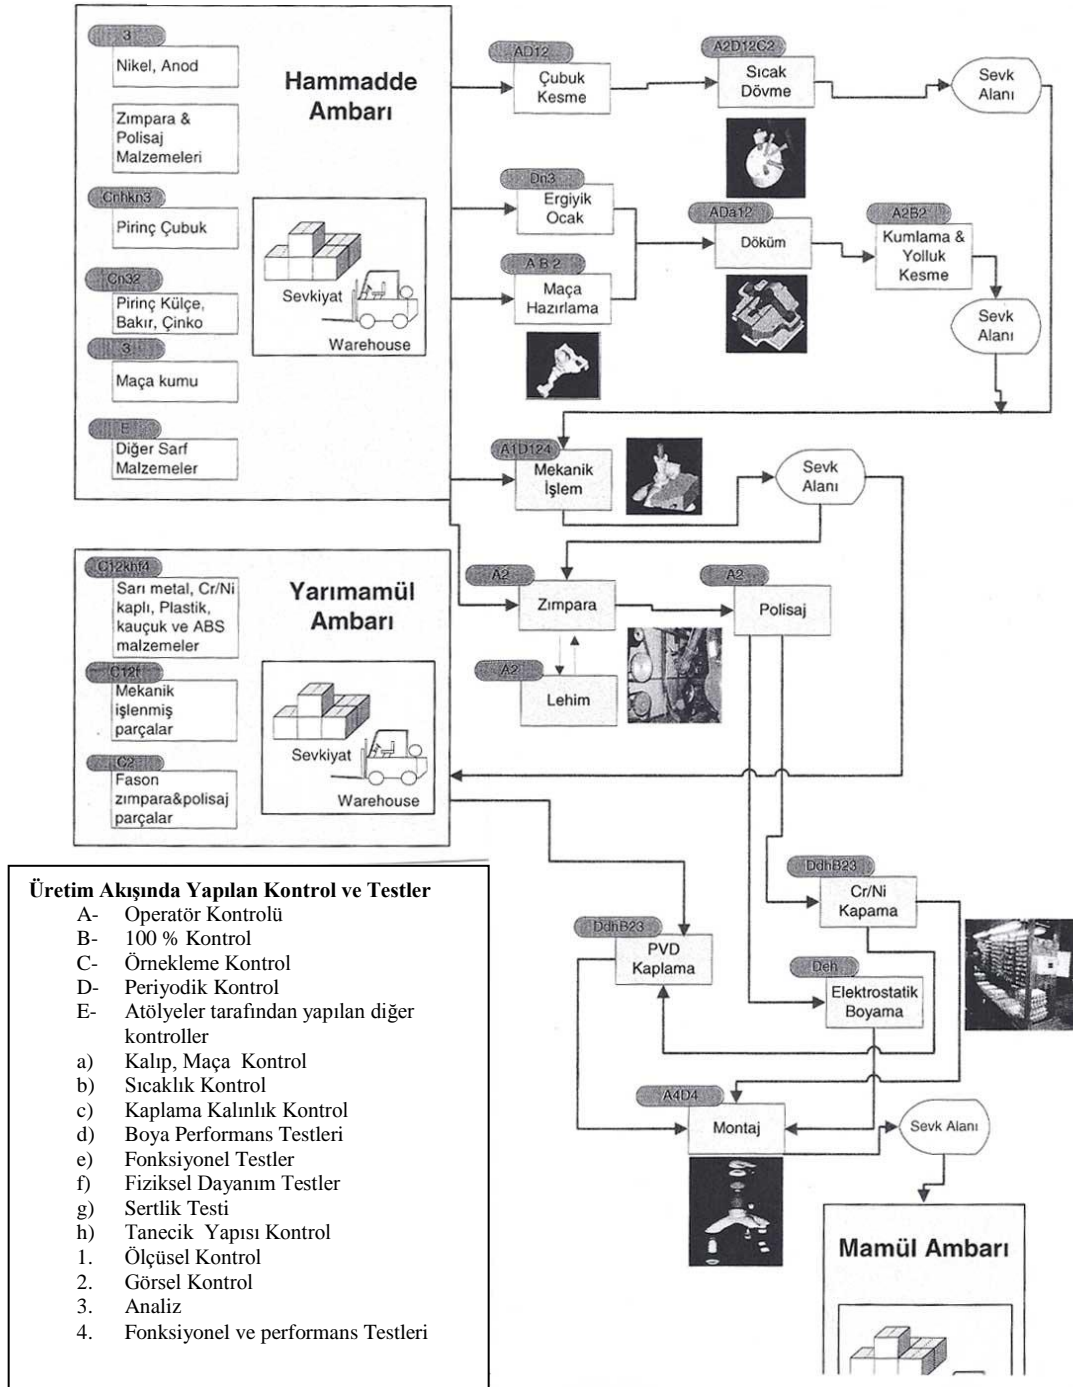 3
Nikel, Anod
Zımpara &
Polisaj
Malzemeleri
Cnhkn3
Pirinç Çubuk
Cn32
Pirinç Külçe,
Bakır, Çinko
3
Maça kumu
E
Diğer Sarf
Malzemeler
Hammadde
Ambarı
Sevkiyat
Warehouse
AD12
Çubuk
Kesme
A2D12C2
Sıcak
Dövme
Sevk
Alanı
Dn3
Ergiyik
Ocak
A B 2
Maça
Hazırlama
ADa12
Döküm
A2B2
Kumlama &
Yolluk
Kesme
Sevk
Alanı
A1D124
Mekanik
İşlem
Sevk
Alanı
C12khf4
Sarı metal, Cr/Ni
kaplı, Plastik,
kauçuk ve ABS
malzemeler
C12f
Mekanik
işlenmiş
parçalar
C2
Fason
zımpara&polisaj
parçalar
Yarımamül
Ambarı
Sevkiyat
Warehouse
A2
Zımpara
A2
Polisaj
A2
Lehim
DdhB23
Cr/Ni
Kapama
DdhB23
PVD
Kaplama
Deh
Elektrostatik
Boyama
A4D4
Montaj
Sevk Alanı
Mamül Ambarı
Üretim Akışında Yapılan Kontrol ve Testler
A- Operatör Kontrolü
B- 100 % Kontrol
C- Örnekleme Kontrol
D- Periyodik Kontrol
E- Atölyeler tarafından yapılan diğer
kontroller
a) Kalıp, Maça Kontrol
b) Sıcaklık Kontrol
c) Kaplama Kalınlık Kontrol
d) Boya Performans Testleri
e) Fonksiyonel Testler
f) Fiziksel Dayanım Testler
g) Sertlik Testi
h) Tanecik Yapısı Kontrol
1. Ölçüsel Kontrol
2. Görsel Kontrol
3. Analiz
4. Fonksiyonel ve performans Testleri